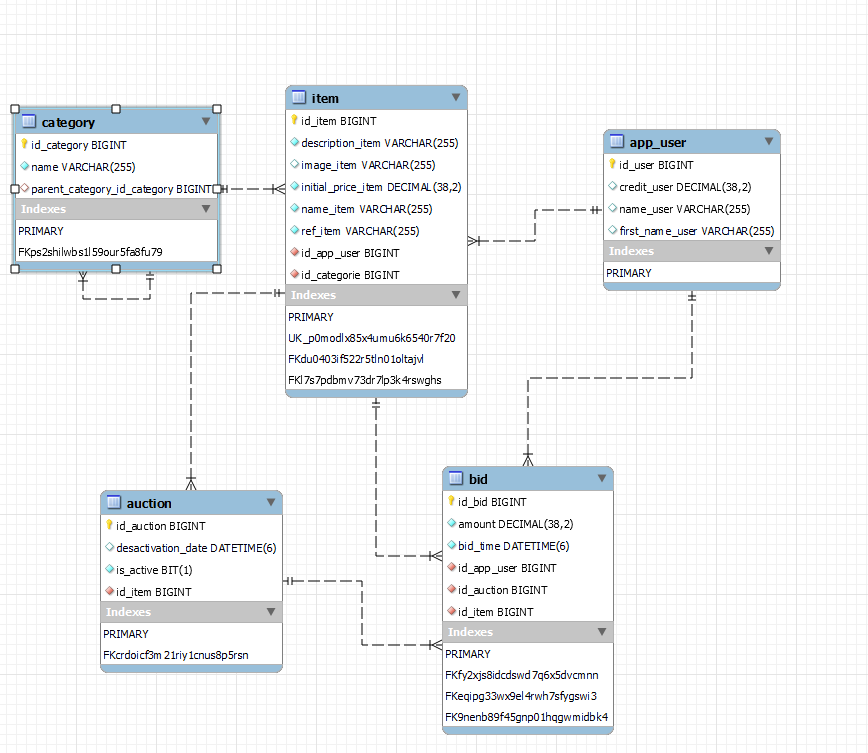 category
id_category BIGINT
name VARCHAR(255)
parent_category_id_category BIGINT
Indexes
PRIMARY
FKps2shilwbs1l59our5fa8fu79
item
id_item BIGINT
description_item VARCHAR(255)
image_item VARCHAR(255)
initial_price_item DECIMAL(38,2)
name_item VARCHAR(255)
ref_item VARCHAR(255)
id_app_user BIGINT
id_categorie BIGINT
Indexes
PRIMARY
UK_p0modlx85x4umu6k6540r7f20
FKdu0403if522r5tln01oltajvl
FKl7s7pdbmv73dr7lp3k4rswghs
app_user
id_user BIGINT
credit_user DECIMAL(38,2)
name_user VARCHAR(255)
first_name_user VARCHAR(255)
Indexes
PRIMARY
auction
id_auction BIGINT
desactivation_date DATETIME(6)
is_active BIT(1)
id_item BIGINT
Indexes
PRIMARY
FKcrdoicf3m21riy1cnus8p5rsn
bid
id_bid BIGINT
amount DECIMAL(38,2)
bid_time DATETIME(6)
id_app_user BIGINT
id_auction BIGINT
id_item BIGINT
Indexes
PRIMARY
FKfy2xjs8idcdswd7q6x5dvcmnn
FKeqipg33wx9el4rwh7sfygswi3
FK9nenb89f45gnp01hqgwmidbk4